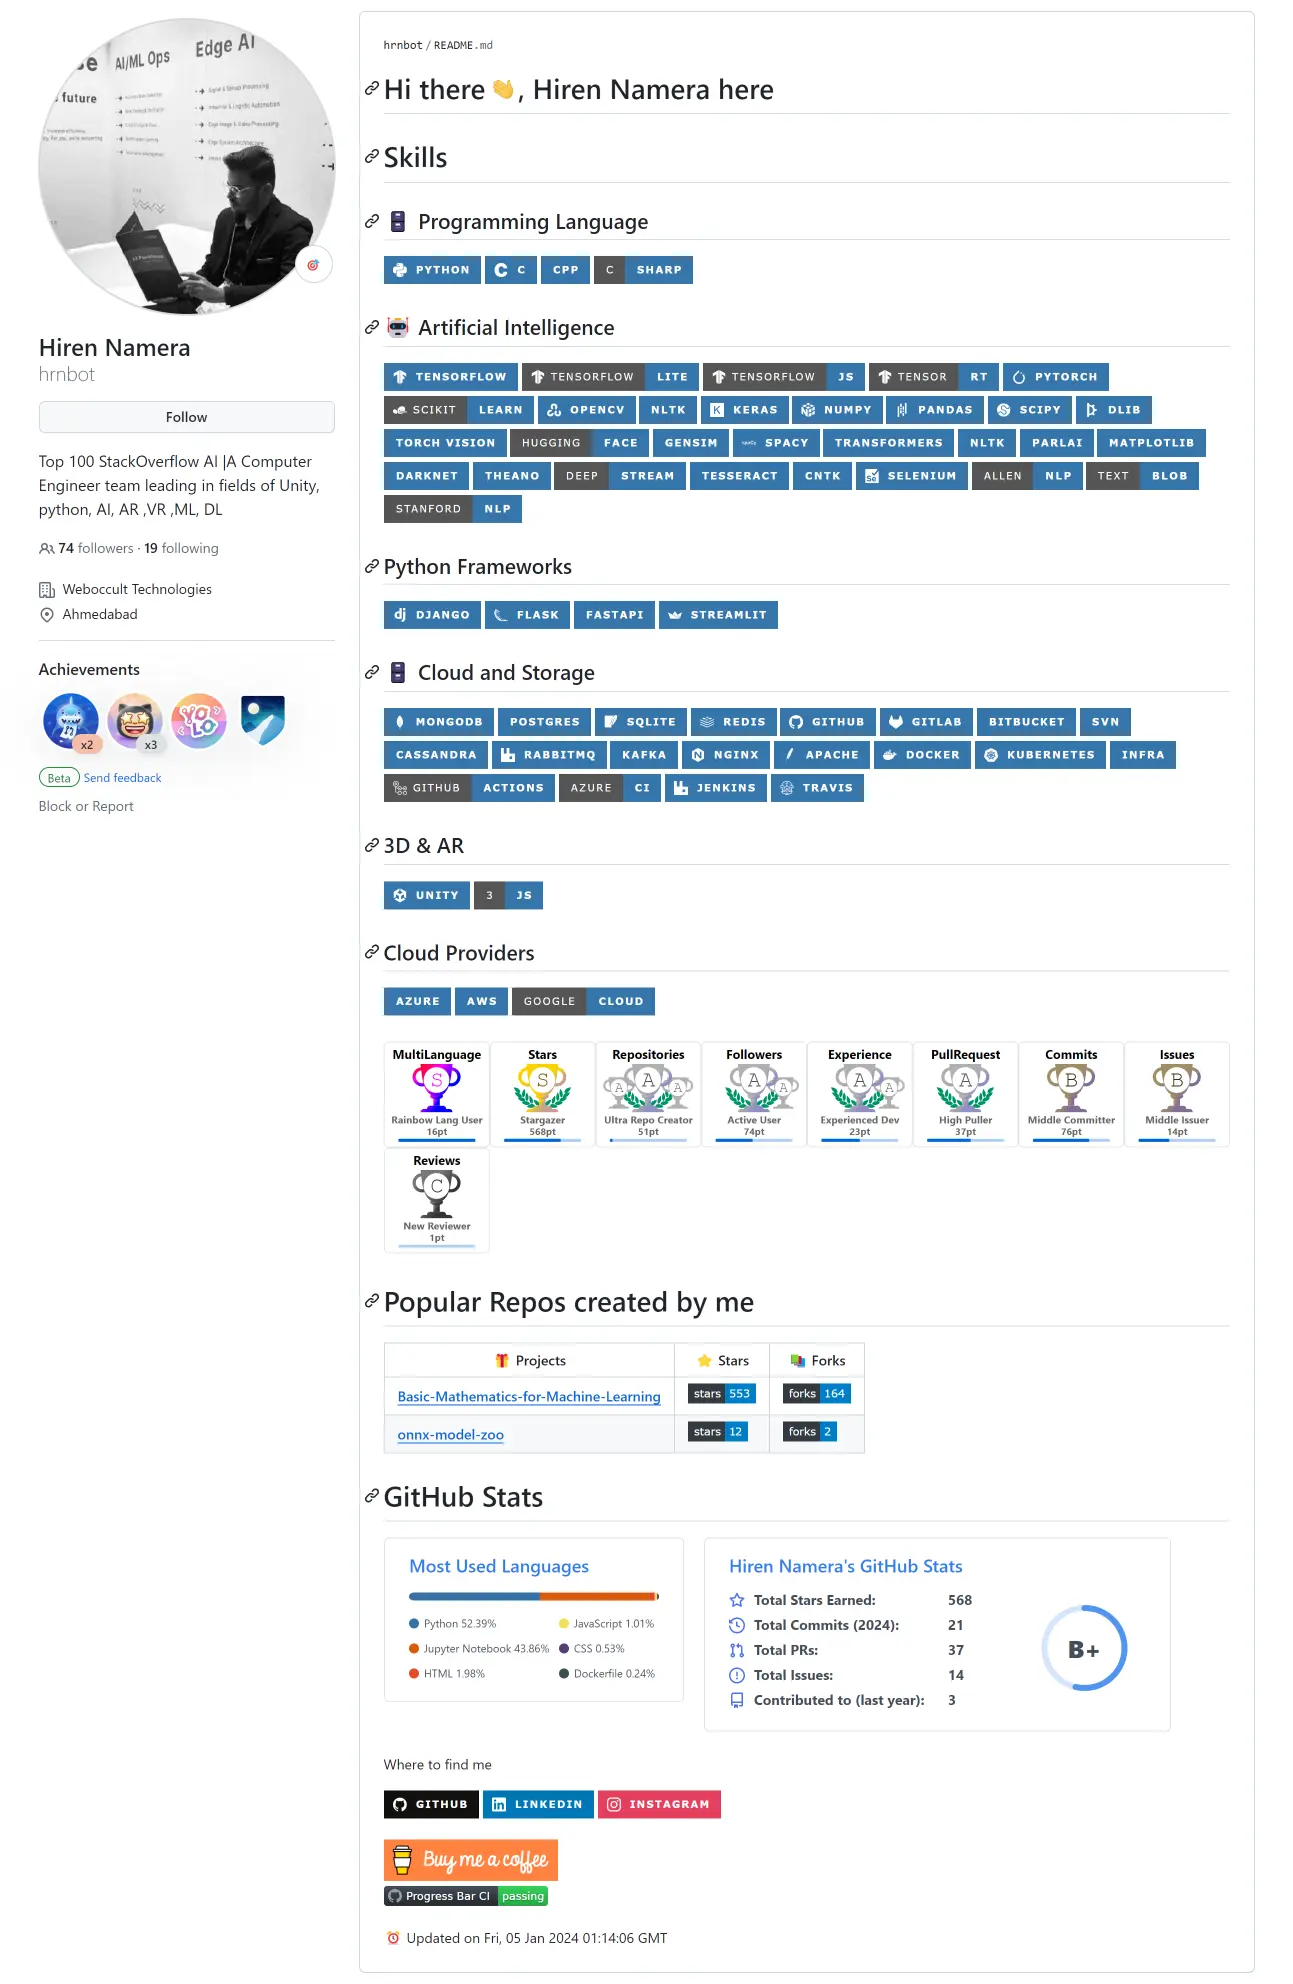 se
AI/ML Ops
Edge AI
future
Hiren Namera
hrnbot
Follow
Top 100 StackOverflow AI |A Computer
Engineer team leading in fields of Unity,
python, AI, AR ,VR ,ML, DL
74 followers · 19 following
Weboccult Technologies
Ahmedabad
Achievements
x2
x3
YOLO
Beta Send feedback
Block or Report
hrnbot / README.md
Hi there 👋, Hiren Namera here
Skills
Programming Language
PYTHON C CPP C SHARP
Artificial Intelligence
TENSORFLOW TENSORFLOW LITE TENSORFLOW JS TENSOR RT PYTORCH
SCIKIT LEARN OPENCV NLTK K KERAS NUMPY PANDAS SCIPY DLIB
TORCH VISION HUGGING FACE GENSIM spaCy SPACY TRANSFORMERS NLTK PARLAI MATPLOTLIB
DARKNET THEANO DEEP STREAM TESSERACT CNTK Se SELENIUM ALLEN NLP TEXT BLOB
STANFORD NLP
Python Frameworks
dj DJANGO FLASK FASTAPI STREAMLIT
Cloud and Storage
MONGODB POSTGRES SQLITE REDIS GITHUB GITLAB BITBUCKET SVN
CASSANDRA RABBITMQ KAFKA NGINX APACHE DOCKER KUBERNETES INFRA
GITHUB ACTIONS AZURE CI JENKINS TRAVIS
3D & AR
UNITY 3 JS
Cloud Providers
AZURE AWS GOOGLE CLOUD
MultiLanguage Stars Repositories Followers Experience PullRequest Commits Issues
S S A A A A A A A A B B
Rainbow Lang User Stargazer Ultra Repo Creator Active User Experienced Dev High Puller Middle Committer Middle Issuer
16pt 568pt 51pt 74pt 23pt 37pt 76pt 14pt
Reviews
C
New Reviewer
1pt
Popular Repos created by me
🎁 Projects ⭐ Stars 📚 Forks
Basic-Mathematics-for-Machine-Learning stars 553 forks 164
onnx-model-zoo stars 12 forks 2
GitHub Stats
Most Used Languages
Python 52.39% JavaScript 1.01%
Jupyter Notebook 43.86% CSS 0.53%
HTML 1.98% Dockerfile 0.24%
Hiren Namera's GitHub Stats
Total Stars Earned: 568
Total Commits (2024): 21
Total PRs: 37
Total Issues: 14
Contributed to (last year): 3
B+
Where to find me
GITHUB in LINKEDIN INSTAGRAM
Buy me a coffee
Progress Bar CI passing
⏰ Updated on Fri, 05 Jan 2024 01:14:06 GMT